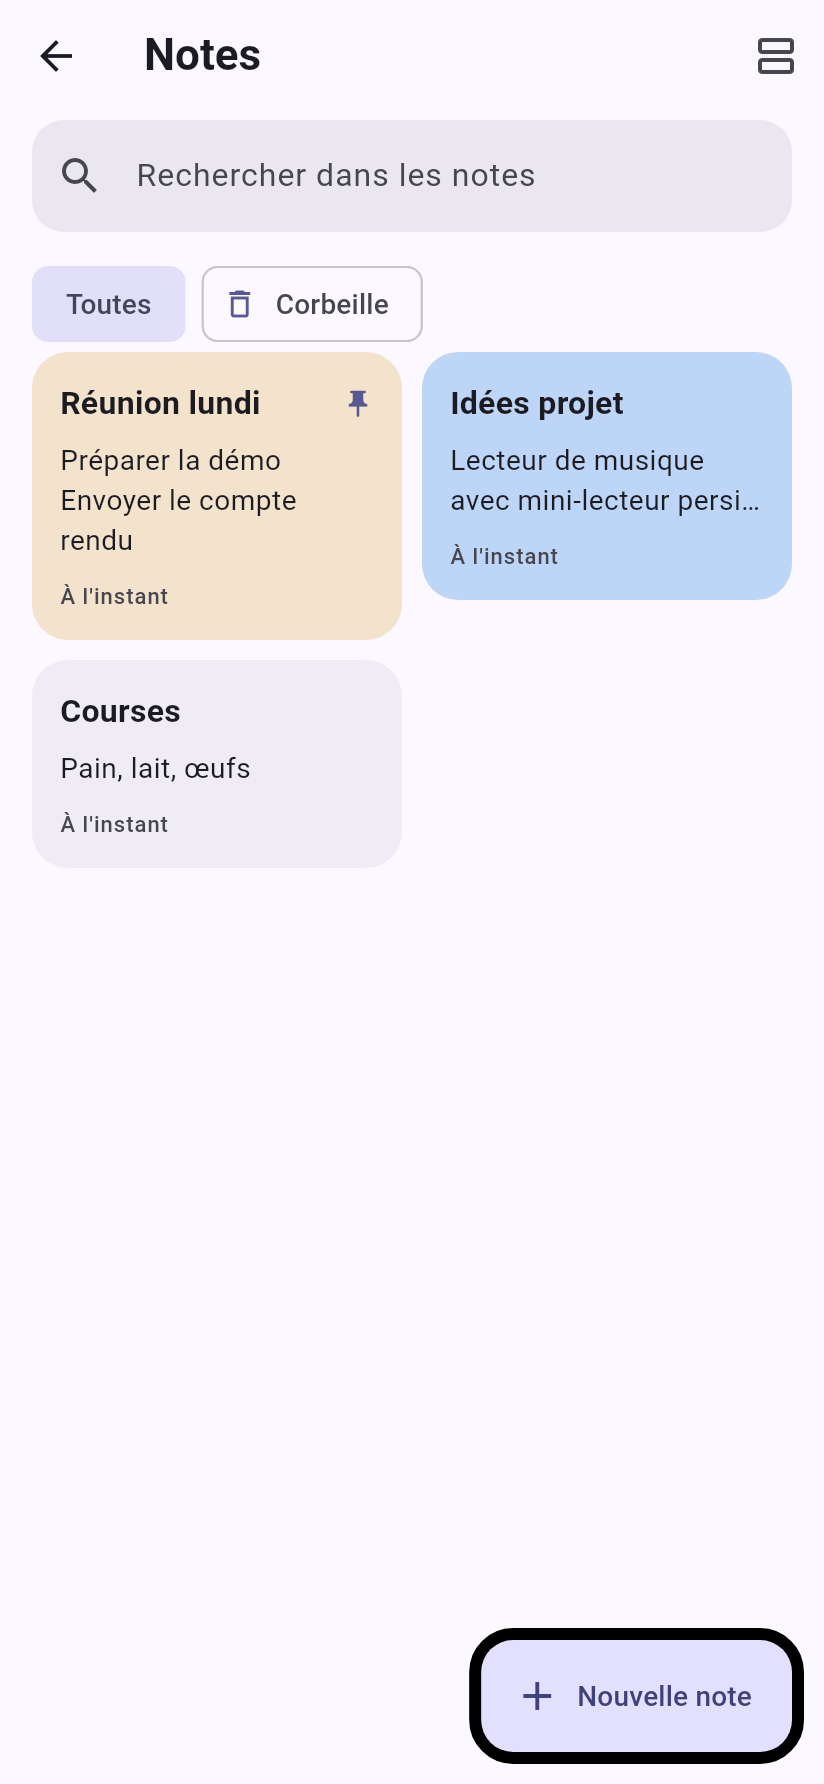 Notes
Rechercher dans les notes
Toutes
Corbeille
Réunion lundi
Préparer la démo
Envoyer le compte
rendu
À l'instant
Idées projet
Lecteur de musique
avec mini-lecteur persi…
À l'instant
Courses
Pain, lait, œufs
À l'instant
Nouvelle note